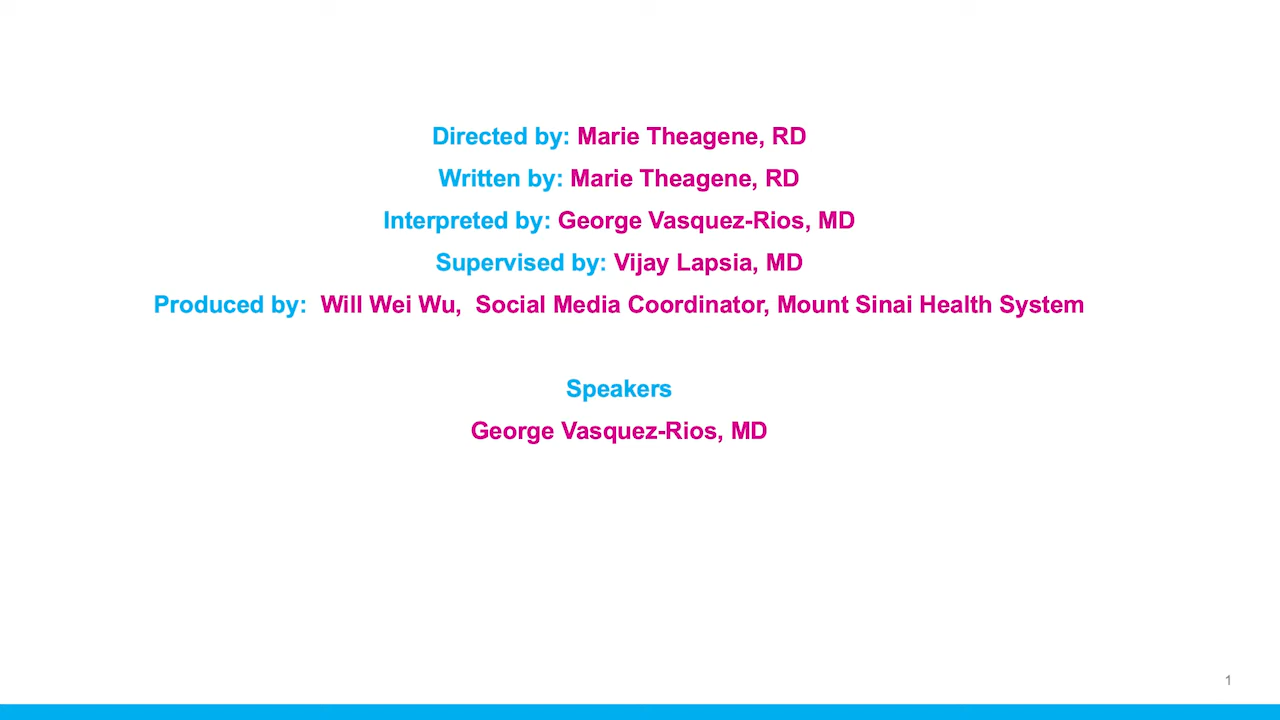 Directed by: Marie Theagene, RD
Written by: Marie Theagene, RD
Interpreted by: George Vasquez-Rios, MD
Supervised by: Vijay Lapsia, MD
Produced by:  Will Wei Wu,  Social Media Coordinator, Mount Sinai Health System
Speakers
George Vasquez-Rios, MD
1